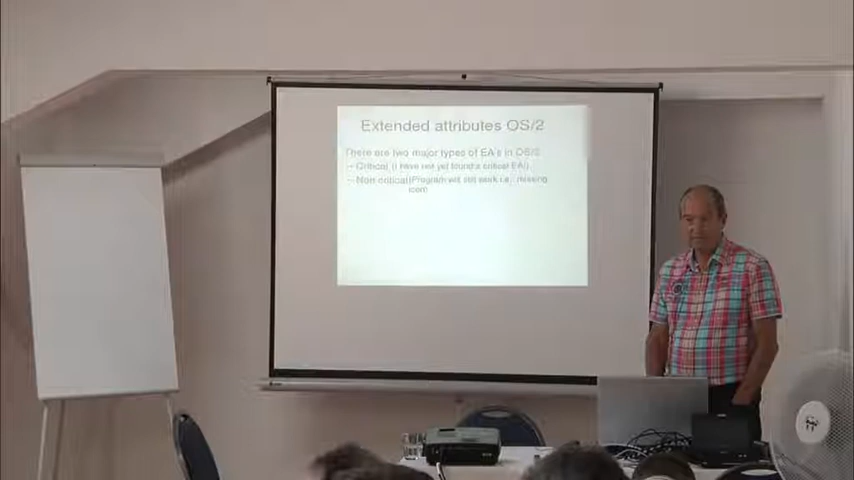 Extended attributes OS/2
There are two major types of EA's in OS/2
– Critical (I have not yet found a critical EA!)
– Non critical(Program will still work i.e.: missing
icon)